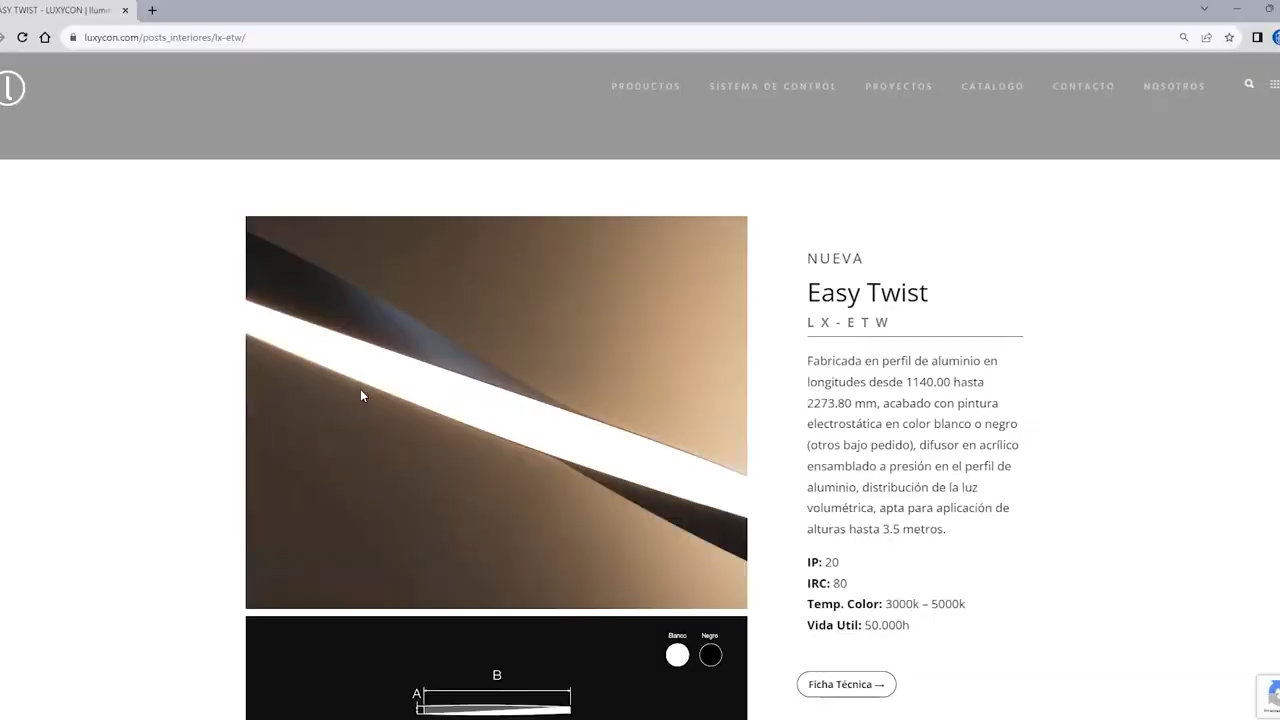 ASY TWIST - LUXYCON | Ilumi
luxycon.com/posts_interiores/lx-etw/
PRODUCTOS SISTEMA DE CONTROL PROYECTOS CATALOGO CONTACTO NOSOTROS
NUEVA
Easy Twist
LX-ETW
Fabricada en perfil de aluminio en
longitudes desde 1140.00 hasta
2273.80 mm, acabado con pintura
electrostática en color blanco o negro
(otros bajo pedido), difusor en acrílico
ensamblado a presión en el perfil de
aluminio, distribución de la luz
volumétrica, apta para aplicación de
alturas hasta 3.5 metros.
IP: 20
IRC: 80
Temp. Color: 3000k – 5000k
Vida Util: 50.000h
Ficha Técnica →
Blanco Negro
B
A